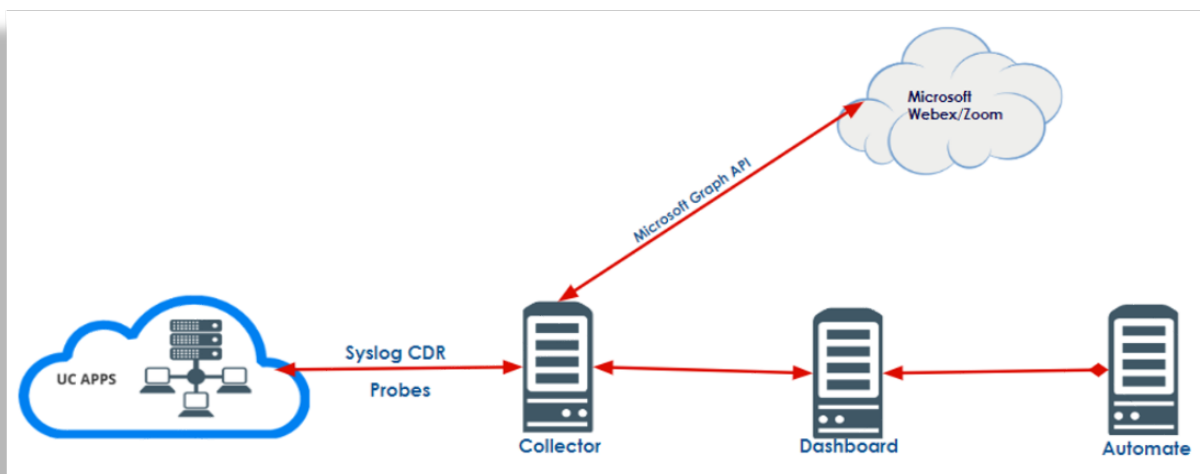 Microsoft
Webex/Zoom
Microsoft Graph API
UC APPS
Syslog CDR
Probes
Collector
Dashboard
Automate